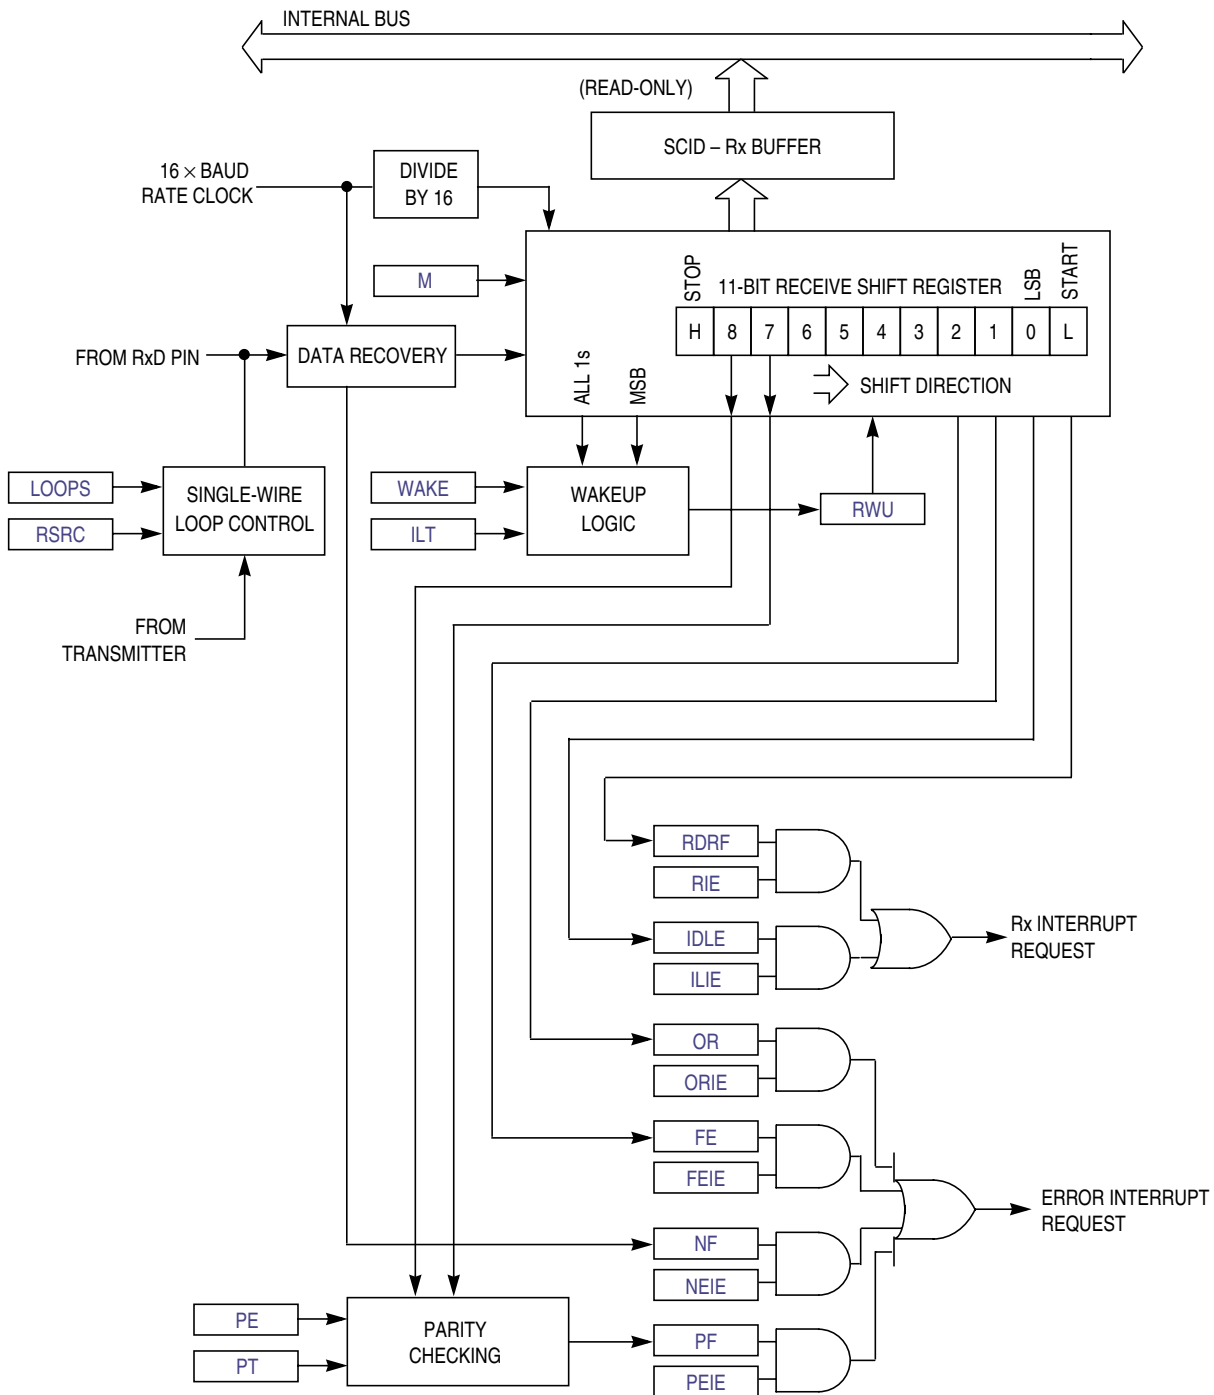 INTERNAL BUS
(READ-ONLY)
SCID – Rx BUFFER
16 × BAUD
RATE CLOCK
DIVIDE
BY 16
M
STOP
11-BIT RECEIVE SHIFT REGISTER
LSB
START
H 8 7 6 5 4 3 2 1 0 L
FROM RxD PIN
DATA RECOVERY
ALL 1s
MSB
SHIFT DIRECTION
LOOPS
RSRC
SINGLE-WIRE
LOOP CONTROL
WAKE
ILT
WAKEUP
LOGIC
RWU
FROM
TRANSMITTER
RDRF
RIE
IDLE
ILIE
Rx INTERRUPT
REQUEST
OR
ORIE
FE
FEIE
ERROR INTERRUPT
REQUEST
NF
NEIE
PE
PT
PARITY
CHECKING
PF
PEIE